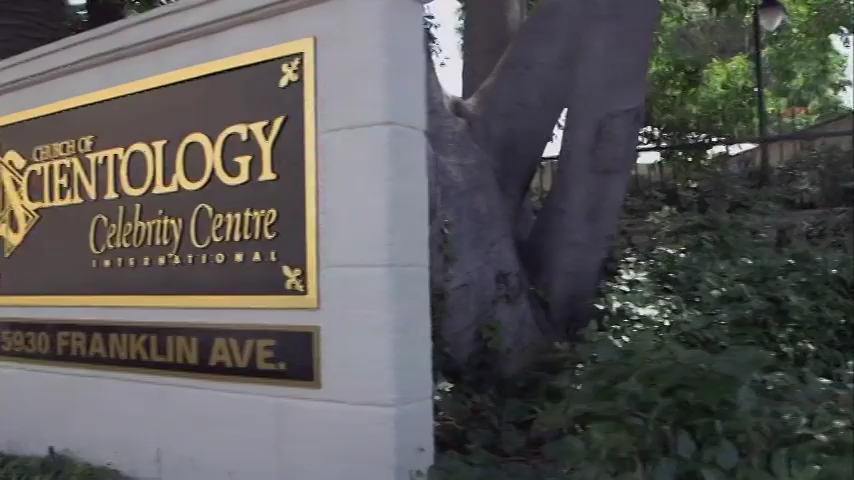 CHURCH OF
SCIENTOLOGY
Celebrity Centre
INTERNATIONAL
5930 FRANKLIN AVE.